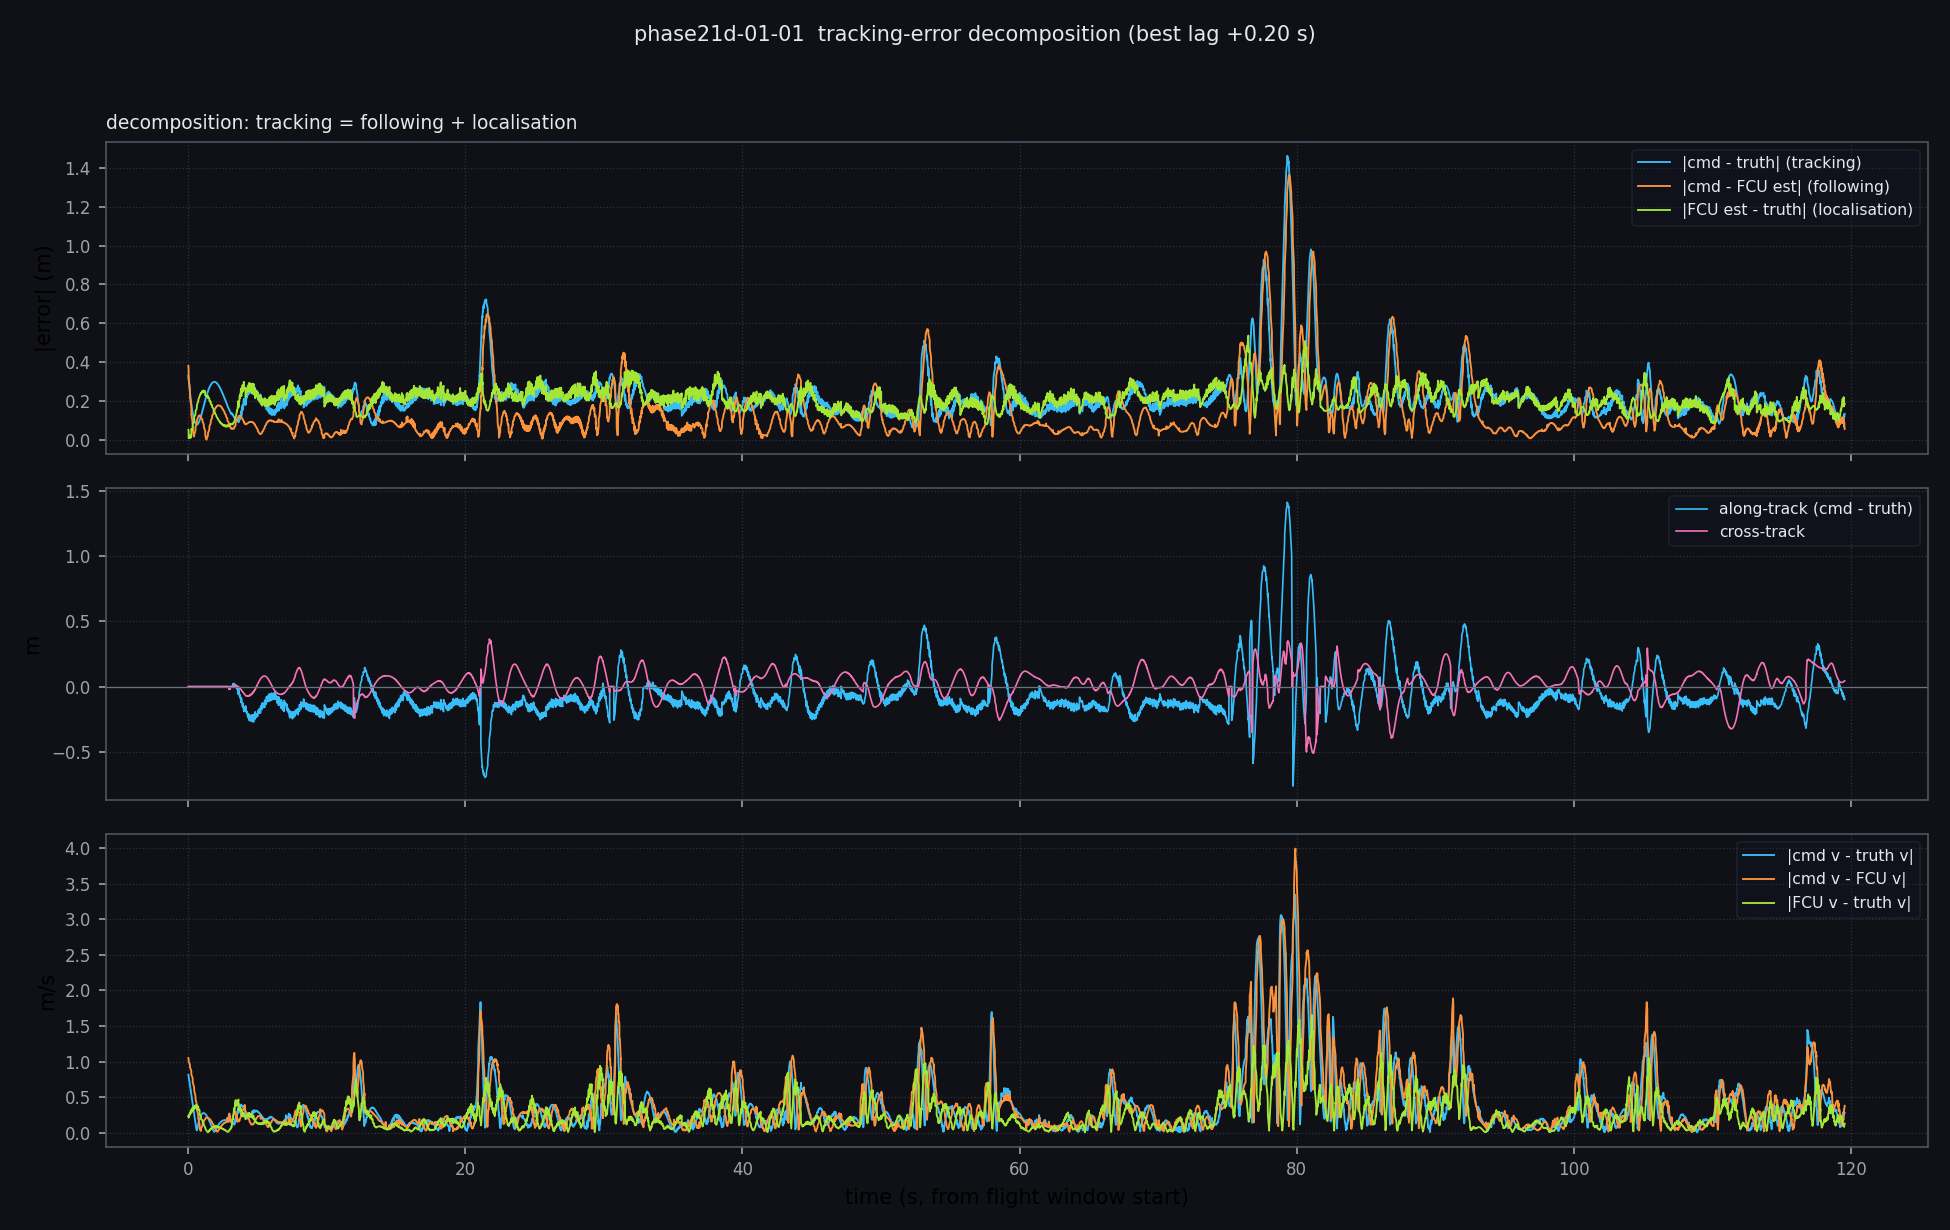 phase21d-01-01  tracking-error decomposition (best lag +0.20 s)
decomposition: tracking = following + localisation
|error| (m)
1.4
1.2
1.0
0.8
0.6
0.4
0.2
0.0
|cmd - truth| (tracking)
|cmd - FCU est| (following)
|FCU est - truth| (localisation)
m
1.5
1.0
0.5
0.0
−0.5
along-track (cmd - truth)
cross-track
m/s
4.0
3.5
3.0
2.5
2.0
1.5
1.0
0.5
0.0
|cmd v - truth v|
|cmd v - FCU v|
|FCU v - truth v|
0 20 40 60 80 100 120
time (s, from flight window start)